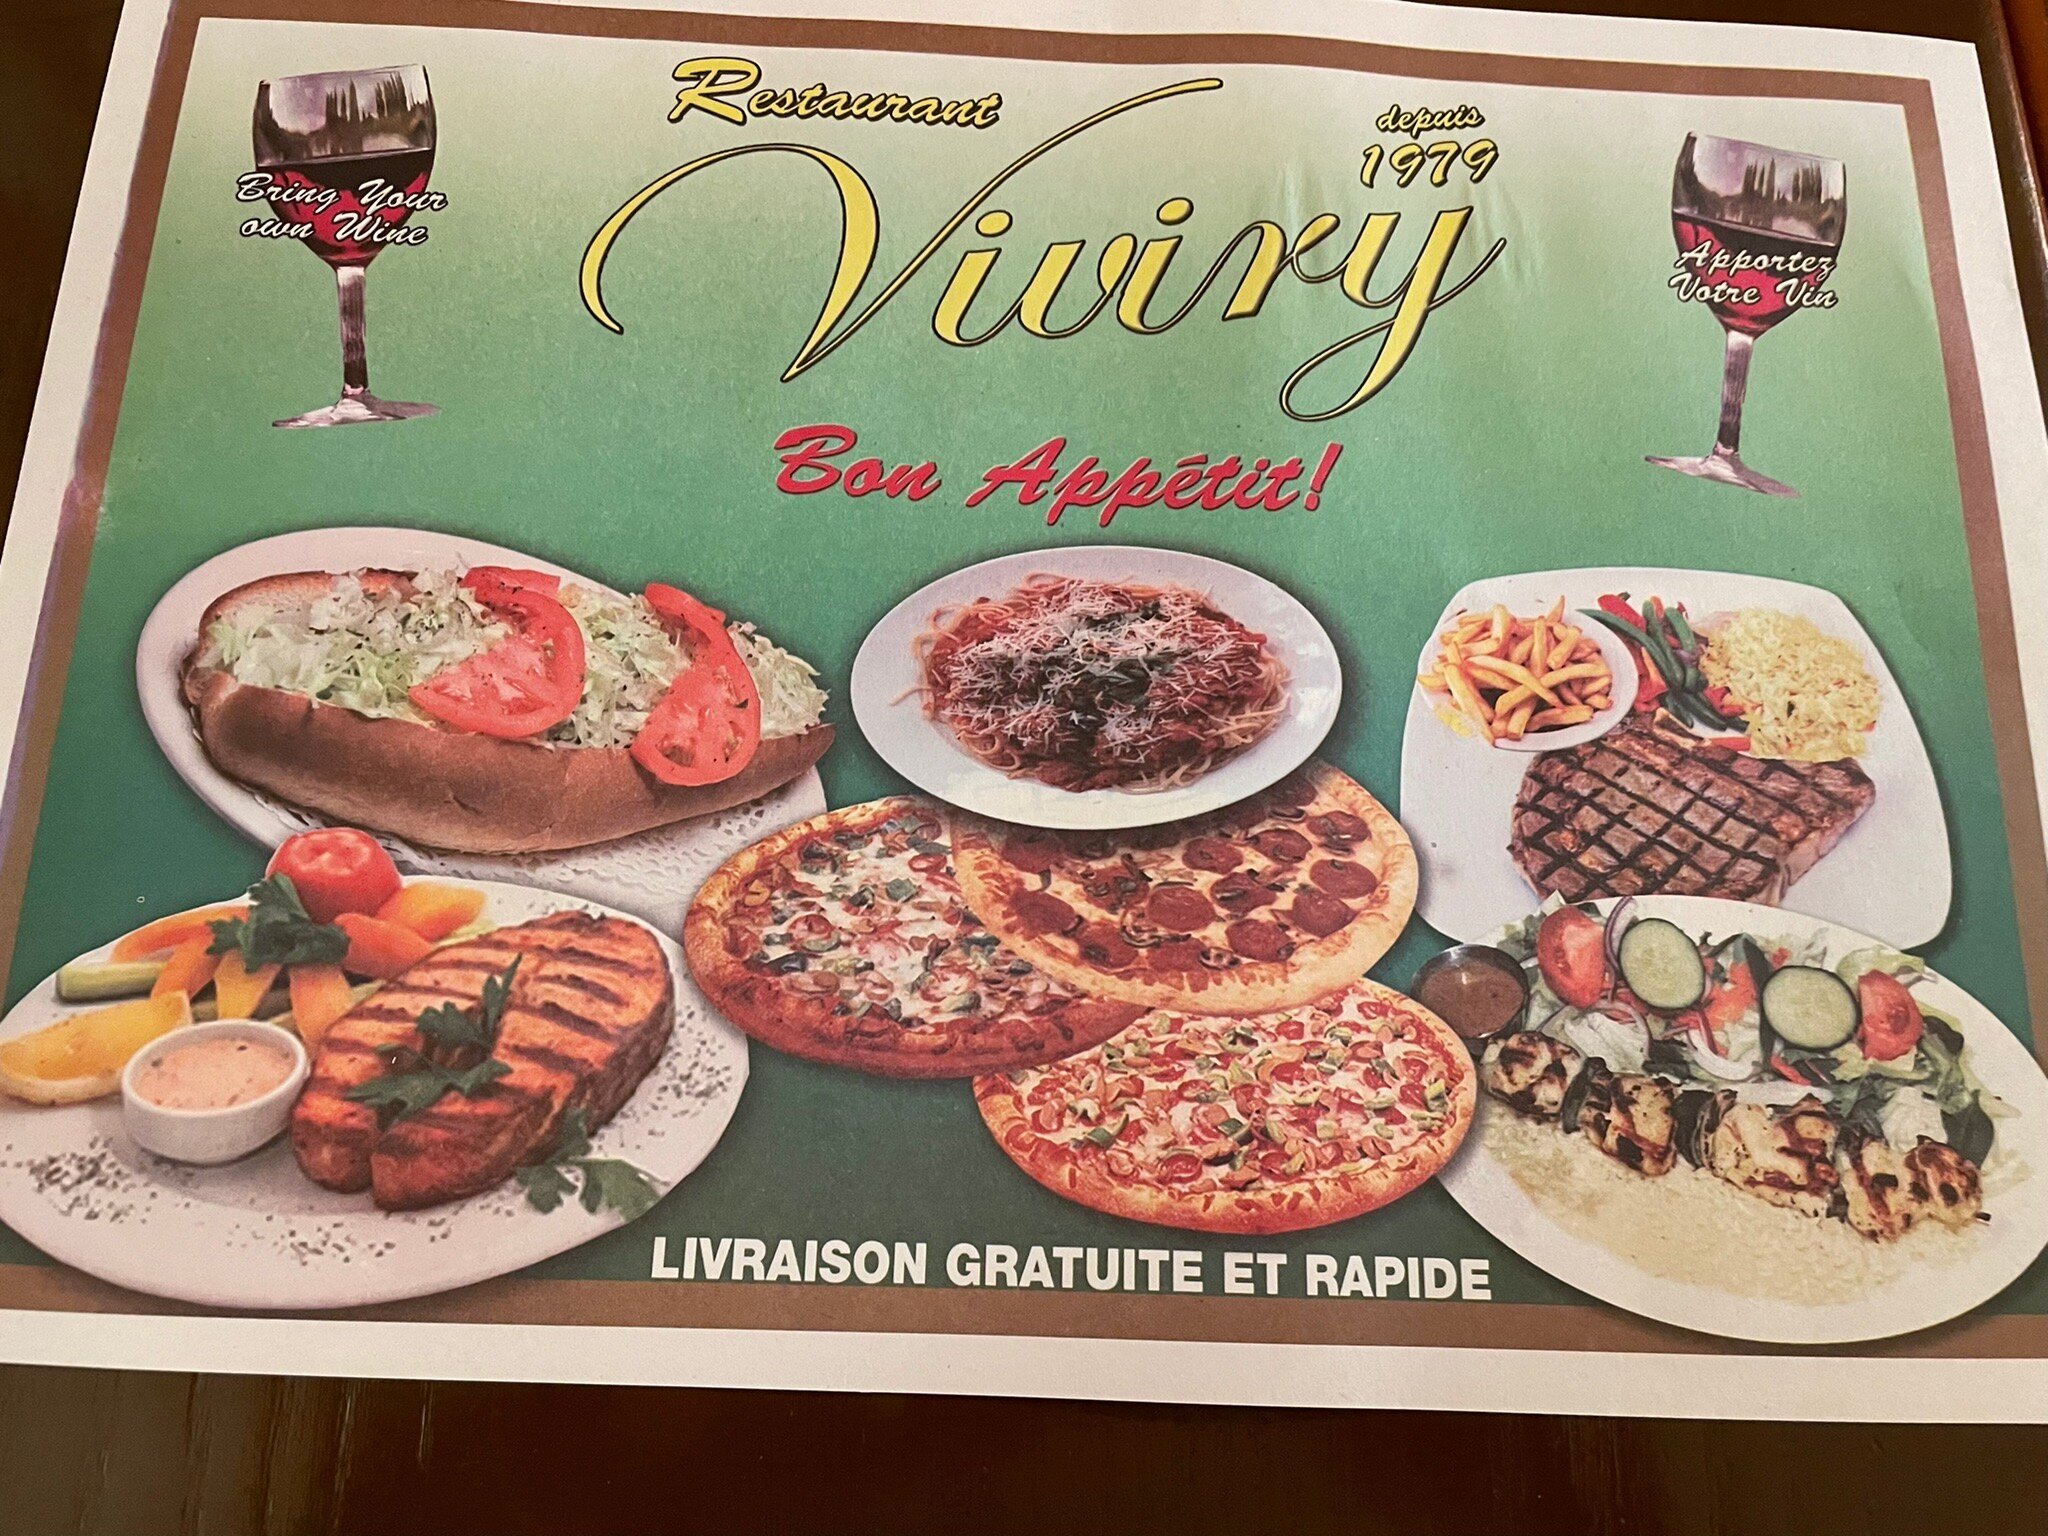 Restaurant
Viviry
depuis
1979
Bring Your
own Wine
Apportez
Votre Vin
Bon Appétit!
LIVRAISON GRATUITE ET RAPIDE